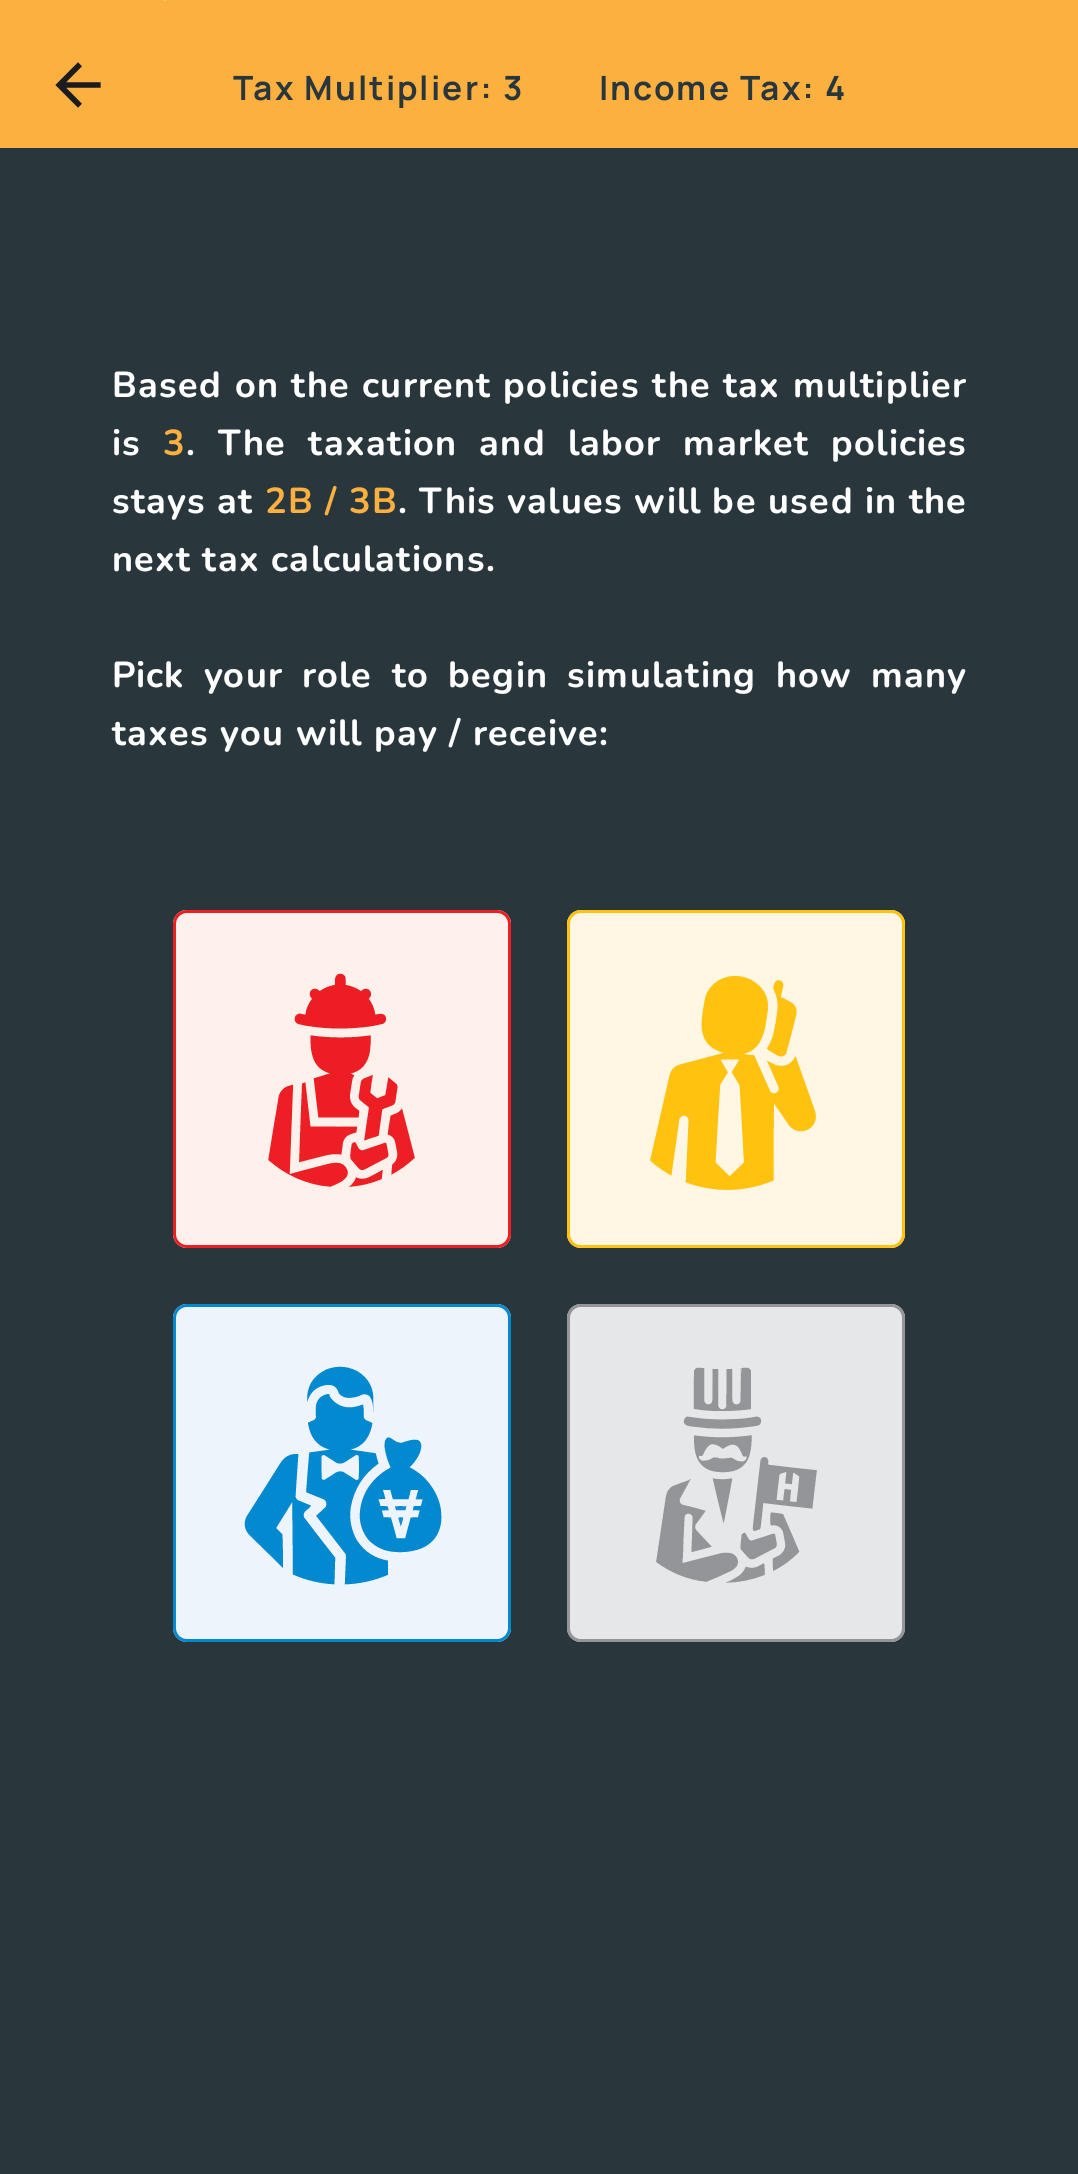 Tax Multiplier: 3 Income Tax: 4
Based on the current policies the tax multiplier
is 3. The taxation and labor market policies
stays at 2B / 3B. This values will be used in the
next tax calculations.
Pick your role to begin simulating how many
taxes you will pay / receive:
₩
H